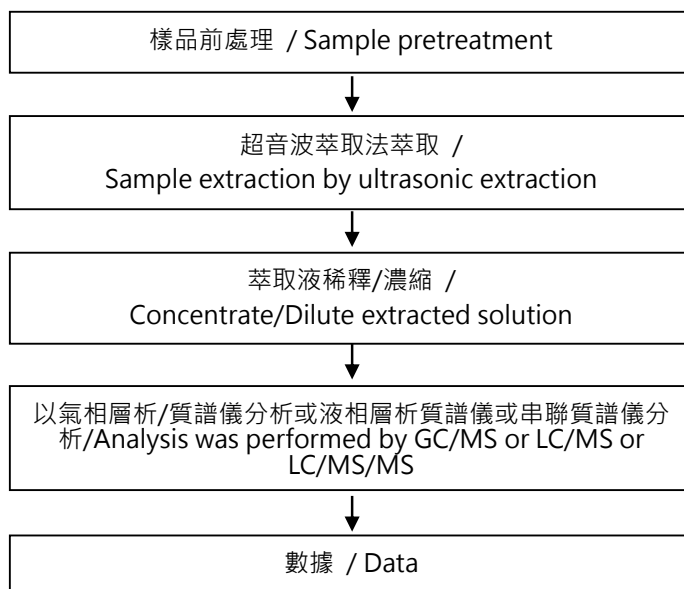 樣品前處理 / Sample pretreatment
超音波萃取法萃取 /
Sample extraction by ultrasonic extraction
萃取液稀釋/濃縮 /
Concentrate/Dilute extracted solution
以氣相層析/質譜儀分析或液相層析質譜儀或串聯質譜儀分
析/Analysis was performed by GC/MS or LC/MS or
LC/MS/MS
數據 / Data